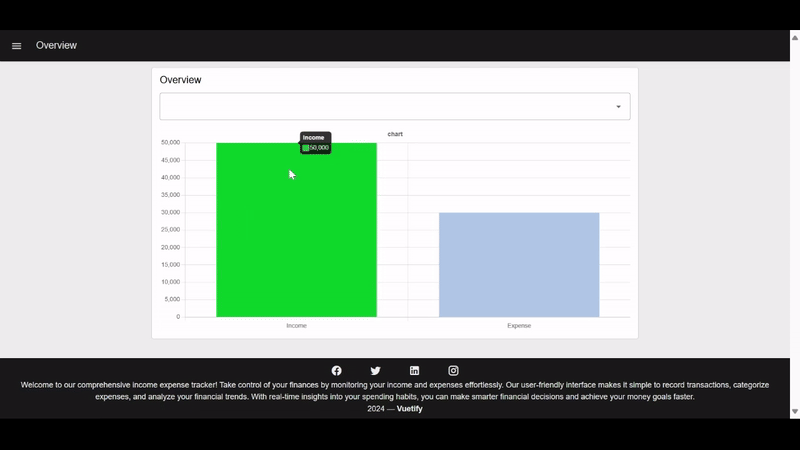 Overview
Overview
chart
Income
50,000
50,000
45,000
40,000
35,000
30,000
25,000
20,000
15,000
10,000
5,000
0
Income
Expense
Welcome to our comprehensive income expense tracker! Take control of your finances by monitoring your income and expenses effortlessly. Our user-friendly interface makes it simple to record transactions, categorize
expenses, and analyze your financial trends. With real-time insights into your spending habits, you can make smarter financial decisions and achieve your money goals faster.
2024 — Vuetify